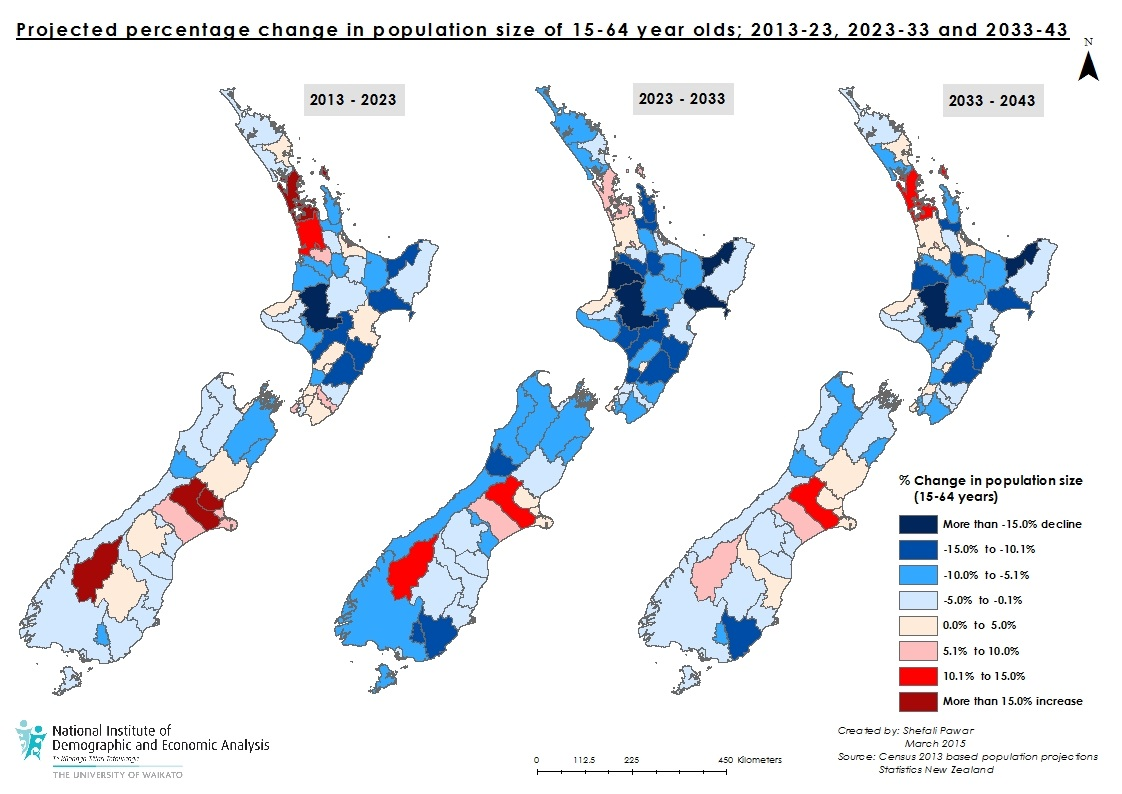 Projected percentage change in population size of 15-64 year olds; 2013-23, 2023-33 and 2033-43
N
2013 - 2023
2023 - 2033
2033 - 2043
% Change in population size
(15-64 years)
More than -15.0% decline
-15.0% to -10.1%
-10.0% to -5.1%
-5.0% to -0.1%
0.0% to 5.0%
5.1% to 10.0%
10.1% to 15.0%
More than 15.0% increase
National Institute of
Demographic and Economic Analysis
THE UNIVERSITY OF WAIKATO
0 112.5 225 450 Kilometers
Created by: Shefali Pawar
March 2015
Source: Census 2013 based population projections
Statistics New Zealand